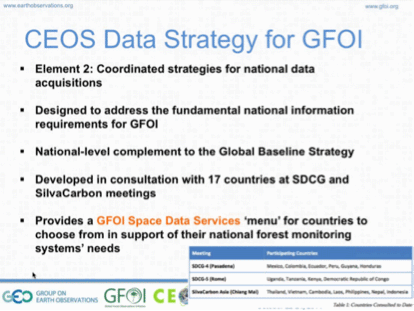 www.earthobservations.org
www.gfoi.org
CEOS Data Strategy for GFOI
▪ Element 2: Coordinated strategies for national data
acquisitions
▪ Designed to address the fundamental national information
requirements for GFOI
▪ National-level complement to the Global Baseline Strategy
▪ Developed in consultation with 17 countries at SDCG and
SilvaCarbon meetings
▪ Provides a GFOI Space Data Services ‘menu’ for countries to
choose from in support of their national forest monitoring
systems’ needs
Meeting Participating Countries
SDCG-4 (Pasadena) Mexico, Colombia, Ecuador, Peru, Guyana, Honduras
SDCG-5 (Rome) Uganda, Tanzania, Kenya, Democratic Republic of Congo
SilvaCarbon Asia (Chiang Mai) Thailand, Vietnam, Cambodia, Laos, Philippines, Nepal, Indonesia
Table 1: Countries Consulted to Date
GEO GROUP ON
EARTH OBSERVATIONS
GFOI
CE